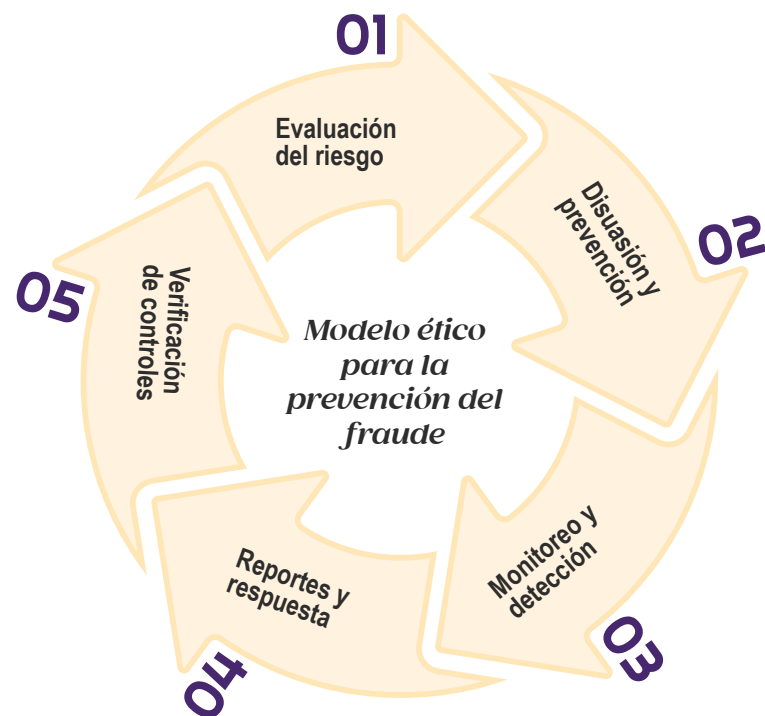 01
Evaluación
del riesgo
02
Disuasión y
prevención
03
Monitoreo y
detección
04
Reportes y
respuesta
05
Verificación
de controles
Modelo ético
para la
prevención del
fraude